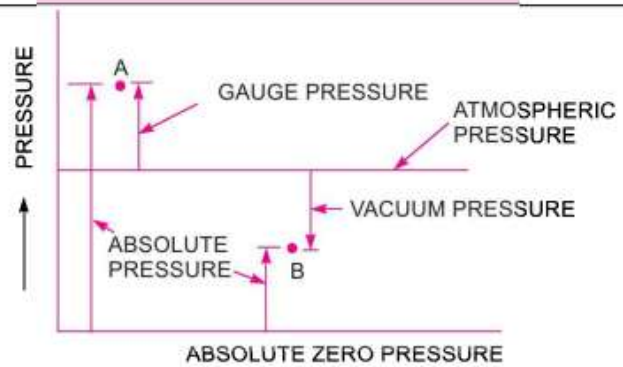 PRESSURE
A
GAUGE PRESSURE
ATMOSPHERIC
PRESSURE
VACUUM PRESSURE
ABSOLUTE
PRESSURE
B
ABSOLUTE ZERO PRESSURE